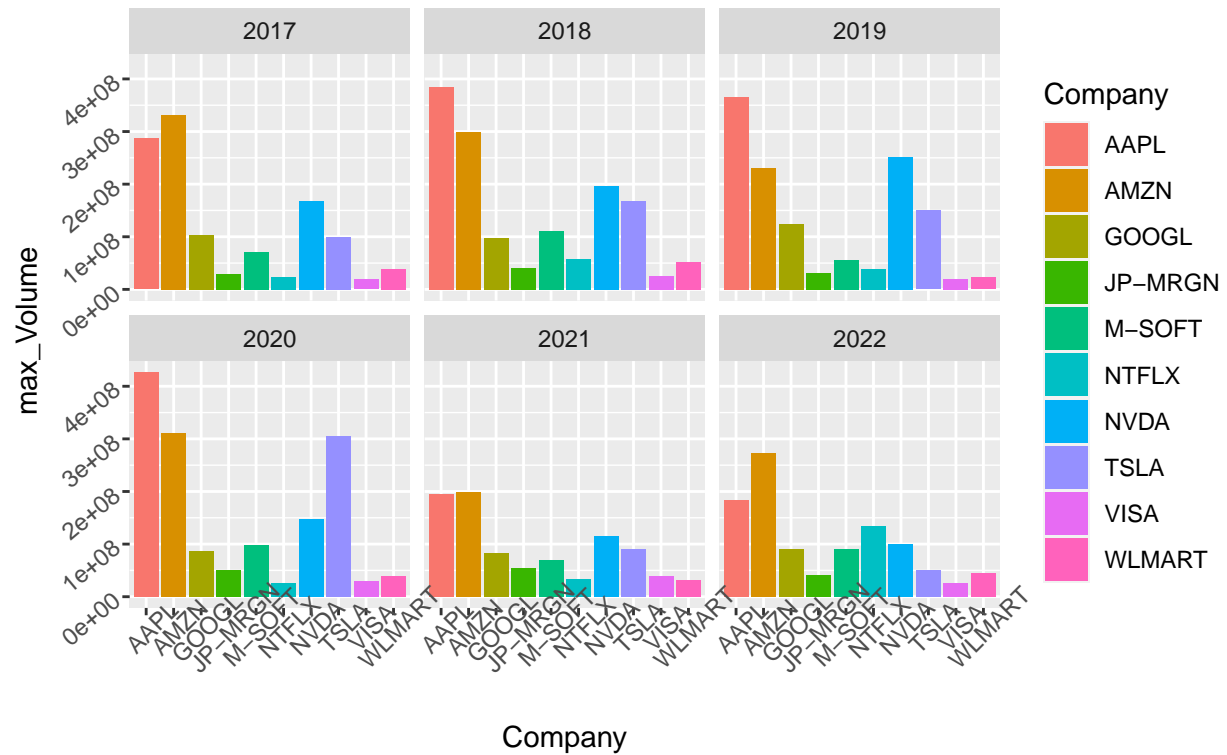 2017
2018
2019
4e+08
3e+08
2e+08
1e+08
0e+00
2020
2021
2022
4e+08
3e+08
2e+08
1e+08
0e+00
max_Volume
AAPL
AMZN
GOOGL
JP−MRGN
M−SOFT
NTFLX
NVDA
TSLA
VISA
WLMART
AAPL
AMZN
GOOGL
JP−MRGN
M−SOFT
NTFLX
NVDA
TSLA
VISA
WLMART
AAPL
AMZN
GOOGL
JP−MRGN
M−SOFT
NTFLX
NVDA
TSLA
VISA
WLMART
Company
Company
AAPL
AMZN
GOOGL
JP−MRGN
M−SOFT
NTFLX
NVDA
TSLA
VISA
WLMART